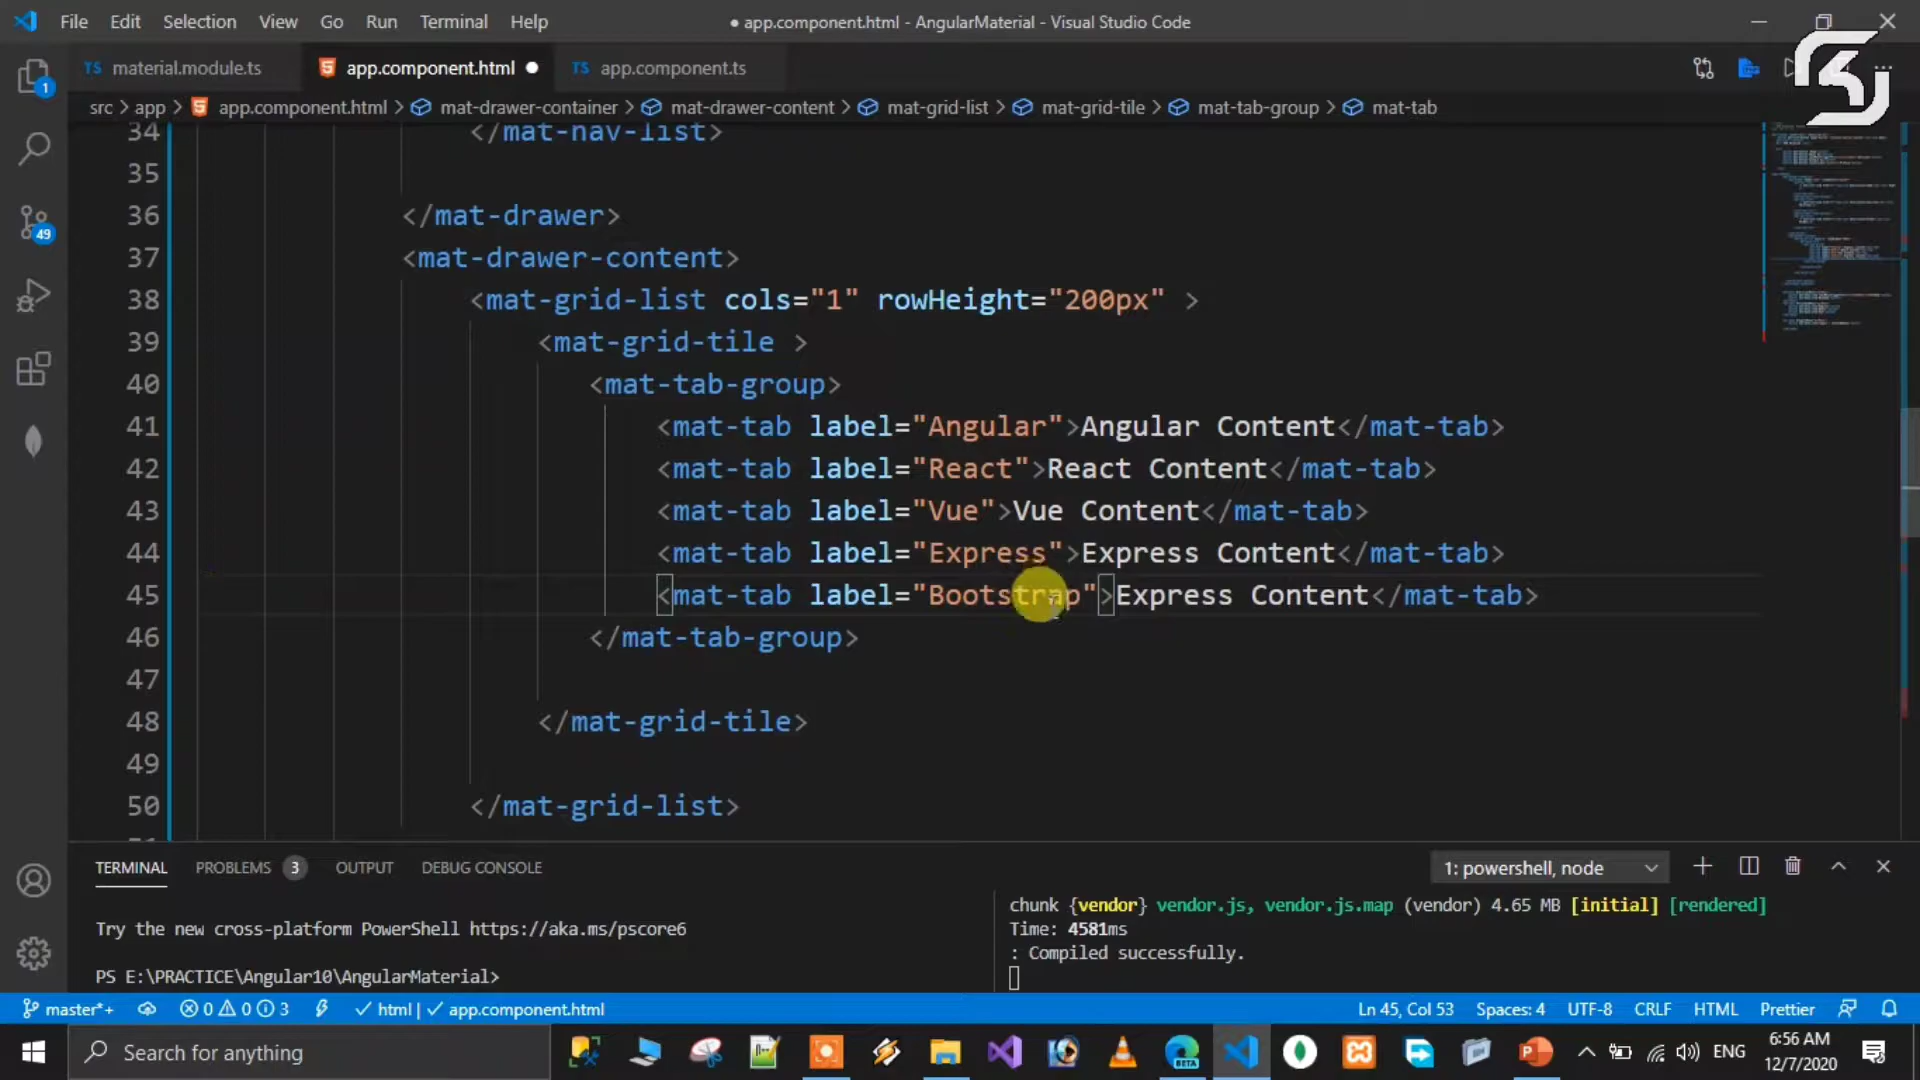 File Edit Selection View Go Run Terminal Help
● app.component.html - AngularMaterial - Visual Studio Code
TS material.module.ts
app.component.html ●
TS app.component.ts
src > app > app.component.html > mat-drawer-container > mat-drawer-content > mat-grid-list > mat-grid-tile > mat-tab-group > mat-tab
1
49
34 </mat-nav-list>
35
36 </mat-drawer>
37 <mat-drawer-content>
38 <mat-grid-list cols="1" rowHeight="200px" >
39 <mat-grid-tile >
40 <mat-tab-group>
41 <mat-tab label="Angular">Angular Content</mat-tab>
42 <mat-tab label="React">React Content</mat-tab>
43 <mat-tab label="Vue">Vue Content</mat-tab>
44 <mat-tab label="Express">Express Content</mat-tab>
45 <mat-tab label="Bootstrap">Express Content</mat-tab>
46 </mat-tab-group>
47
48 </mat-grid-tile>
49
50 </mat-grid-list>
TERMINAL PROBLEMS 3 OUTPUT DEBUG CONSOLE
1: powershell, node
Try the new cross-platform PowerShell https://aka.ms/pscore6
PS E:\PRACTICE\Angular10\AngularMaterial>
chunk {vendor} vendor.js, vendor.js.map (vendor) 4.65 MB [initial] [rendered]
Time: 4581ms
: Compiled successfully.
master*+ 0 0 3 html | app.component.html
Ln 45, Col 53 Spaces: 4 UTF-8 CRLF HTML Prettier
Search for anything
BETA
ENG
6:56 AM
12/7/2020